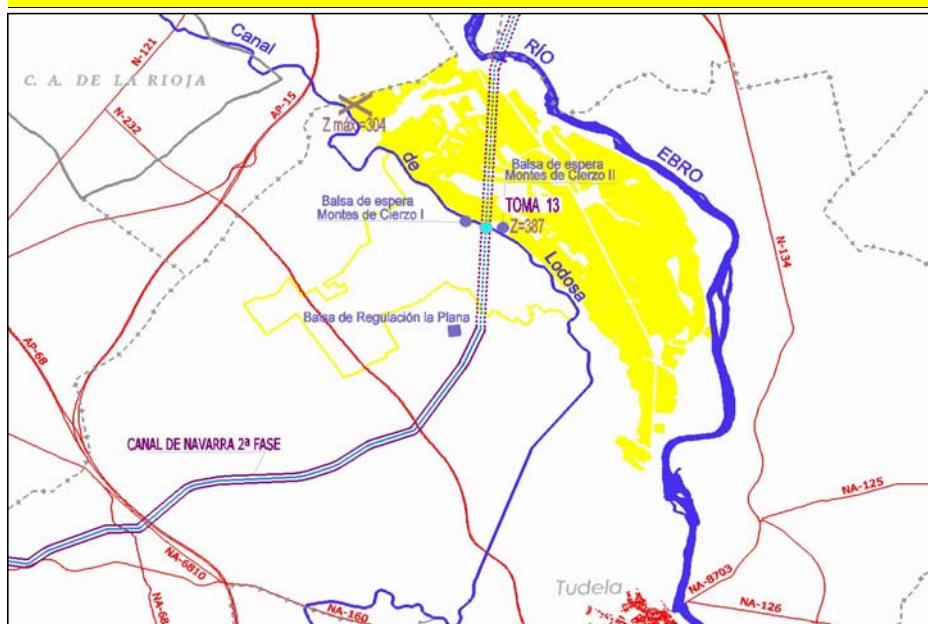 Canal
RÍO
N-121
C. A. DE LA RIOJA
AP-15
N-232
Z máx=304
de
EBRO
Balsa de espera
Montes de Cierzo II
Balsa de espera
Montes de Cierzo I
TOMA 13
Z=387
N-134
Lodosa
Balsa de Regulación la Plana
AP-68
CANAL DE NAVARRA 2ª FASE
NA-125
NA-6810
NA-8703
Tudela
NA-68
NA-160
NA-126